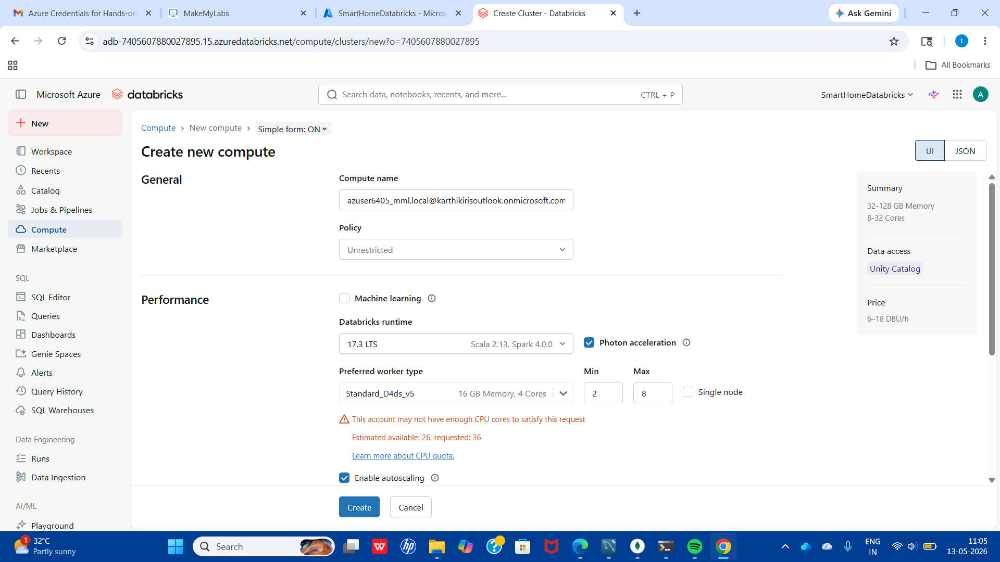 Azure Credentials for Hands-on
MakeMyLabs
SmartHomeDatabricks - Micros
Create Cluster - Databricks
Ask Gemini
adb-7405607880027895.15.azuredatabricks.net/compute/clusters/new?o=7405607880027895
t
All Bookmarks
Microsoft Azure
databricks
Search data, notebooks, recents, and more...
CTRL + P
SmartHomeDatabricks
A
New
Workspace
Recents
Catalog
Jobs & Pipelines
Compute
Marketplace
SQL
SQL Editor
Queries
Dashboards
Genie Spaces
Alerts
Query History
SQL Warehouses
Data Engineering
Runs
Data Ingestion
AI/ML
Playground
Compute › New compute › Simple form: ON
Create new compute
UI
JSON
General
Compute name
azuser6405_mml.local@karthikirisoutlook.onmicrosoft.com
Policy
Unrestricted
Performance
Machine learning
Databricks runtime
17.3 LTS
Scala 2.13, Spark 4.0.0
Photon acceleration
Preferred worker type
Min
Max
Standard_D4ds_v5
16 GB Memory, 4 Cores
2
8
Single node
This account may not have enough CPU cores to satisfy this request
Estimated available: 26, requested: 36
Learn more about CPU quota.
Enable autoscaling
Create
Cancel
Summary
32-128 GB Memory
8-32 Cores
Data access
Unity Catalog
Price
6–18 DBU/h
1
32°C
Partly sunny
Search
W
hp
ENG
IN
11:05
13-05-2026